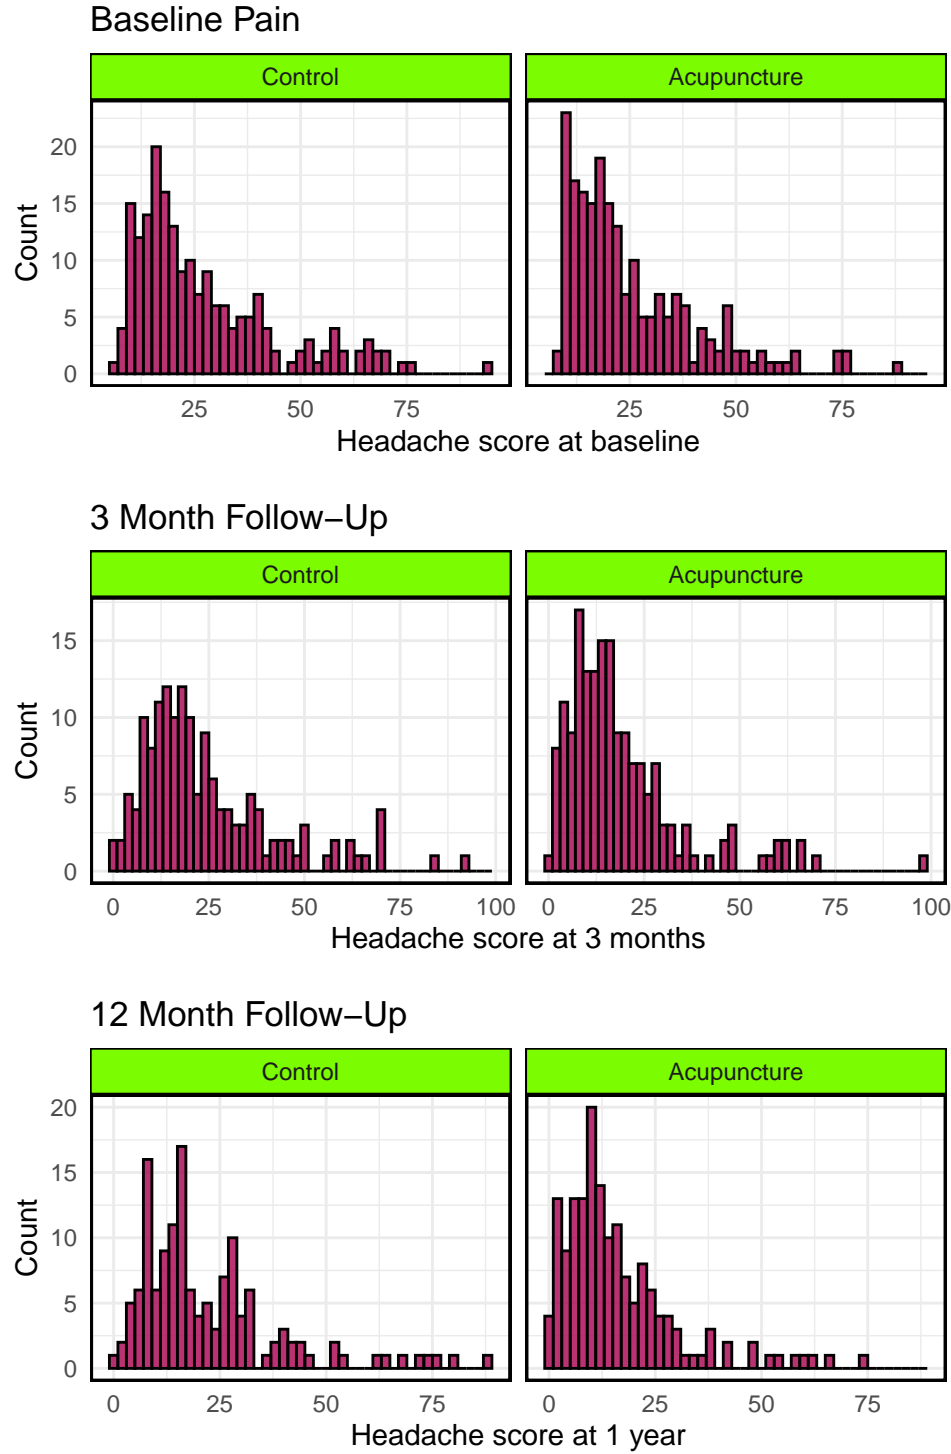 Baseline Pain
Control Acupuncture
20
15
10
5
0
Count
25 50 75 25 50 75
Headache score at baseline
3 Month Follow−Up
Control Acupuncture
15
10
5
0
Count
0 25 50 75 100 0 25 50 75 100
Headache score at 3 months
12 Month Follow−Up
Control Acupuncture
20
15
10
5
0
Count
0 25 50 75 0 25 50 75
Headache score at 1 year